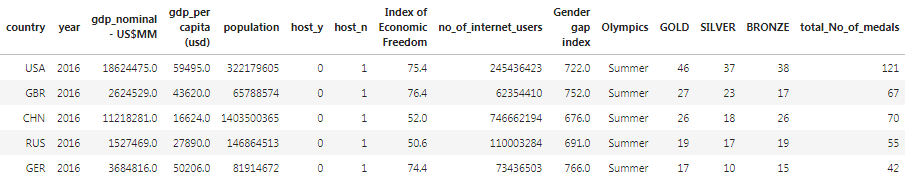 country year gdp_nominal - US$MM gdp_per capita (usd) population host_y host_n Index of Economic Freedom no_of_internet_users Gender gap index Olympics GOLD SILVER BRONZE total_No_of_medals
USA 2016 18624475.0 59495.0 322179605 0 1 75.4 245436423 722.0 Summer 46 37 38 121
GBR 2016 2624529.0 43620.0 65788574 0 1 76.4 62354410 752.0 Summer 27 23 17 67
CHN 2016 11218281.0 16624.0 1403500365 0 1 52.0 746662194 676.0 Summer 26 18 26 70
RUS 2016 1527469.0 27890.0 146864513 0 1 50.6 110003284 691.0 Summer 19 17 19 55
GER 2016 3684816.0 50206.0 81914672 0 1 74.4 73436503 766.0 Summer 17 10 15 42